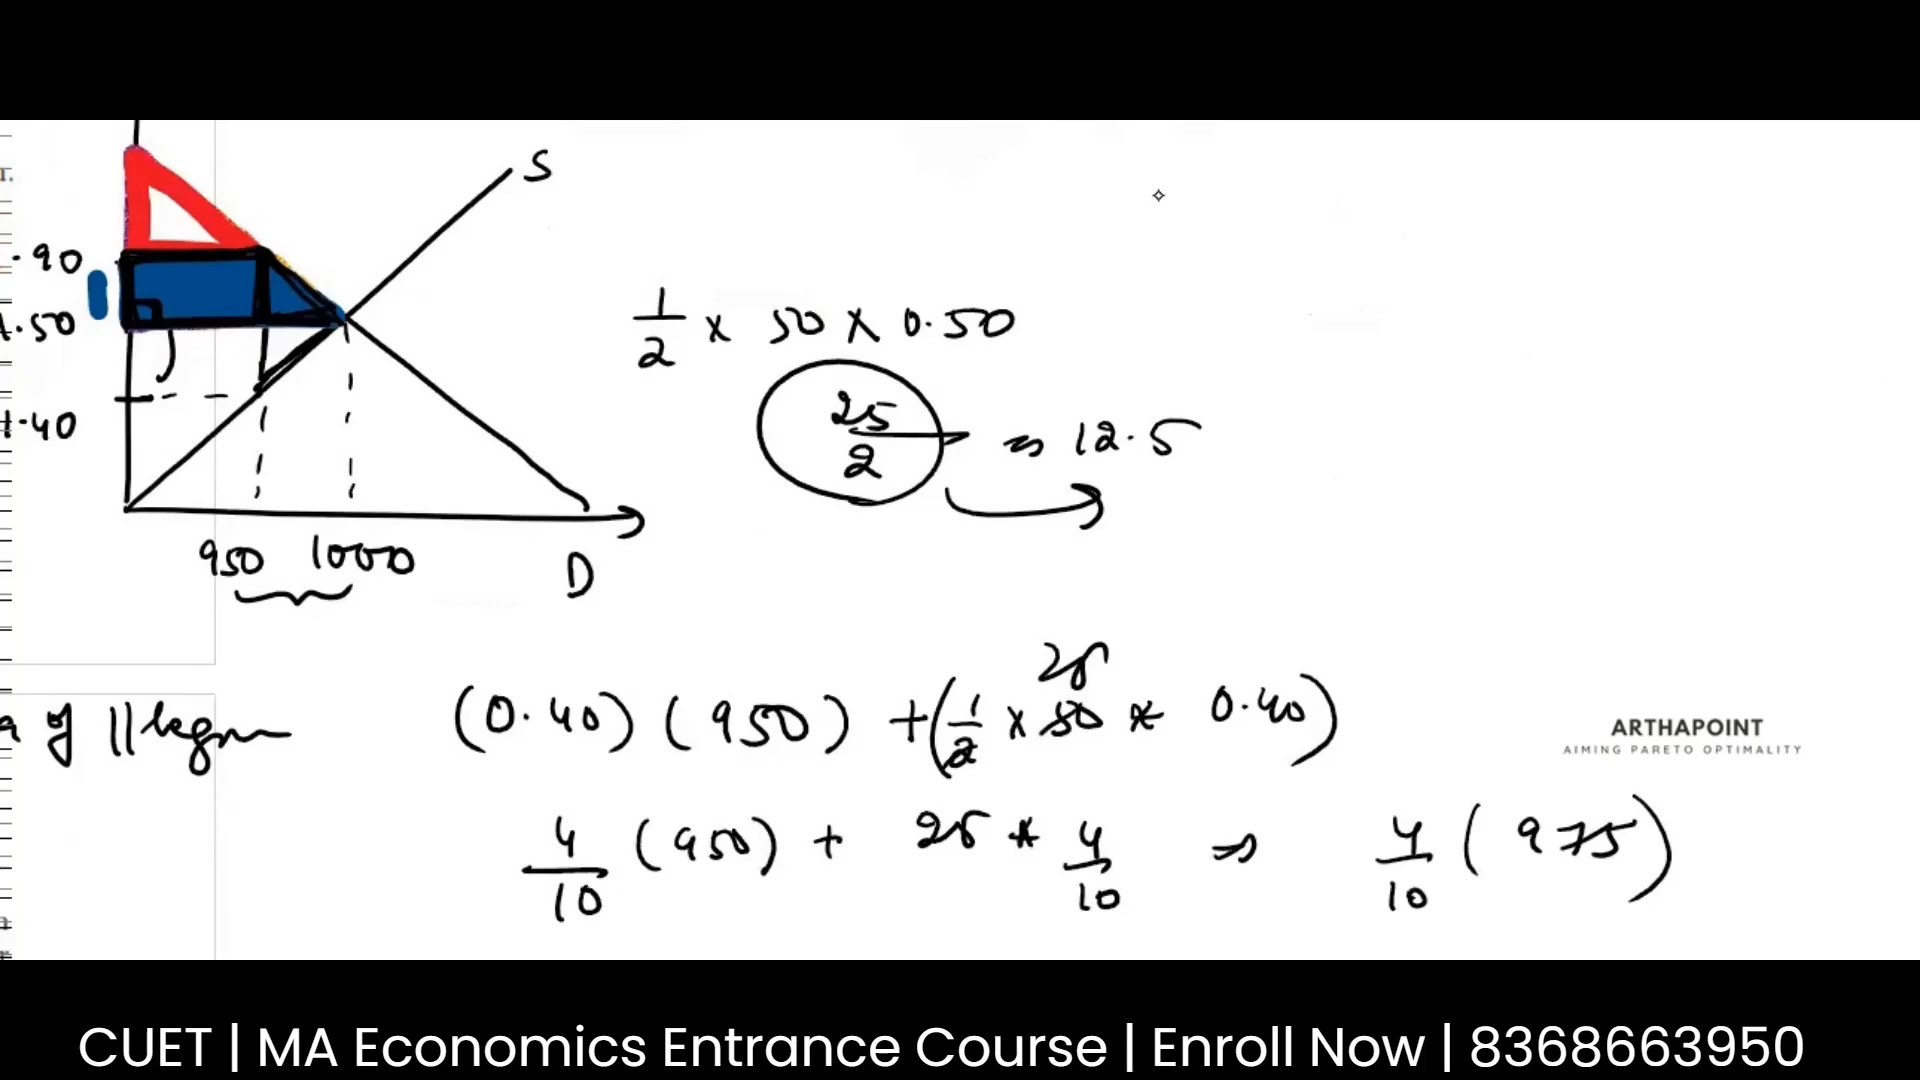 S
.90
.50
.40
950 1000
D
1/2 x 50 x 0.50
25/2 ⇒ 12.5
of ||kgm
(0.40) (950) + (1/2 x 50 x 0.40)
25
4/10 (950) + 25 * 4/10 ⇒ 4/10 (975)
ARTHAPOINT
AIMING PARETO OPTIMALITY
CUET | MA Economics Entrance Course | Enroll Now | 8368663950